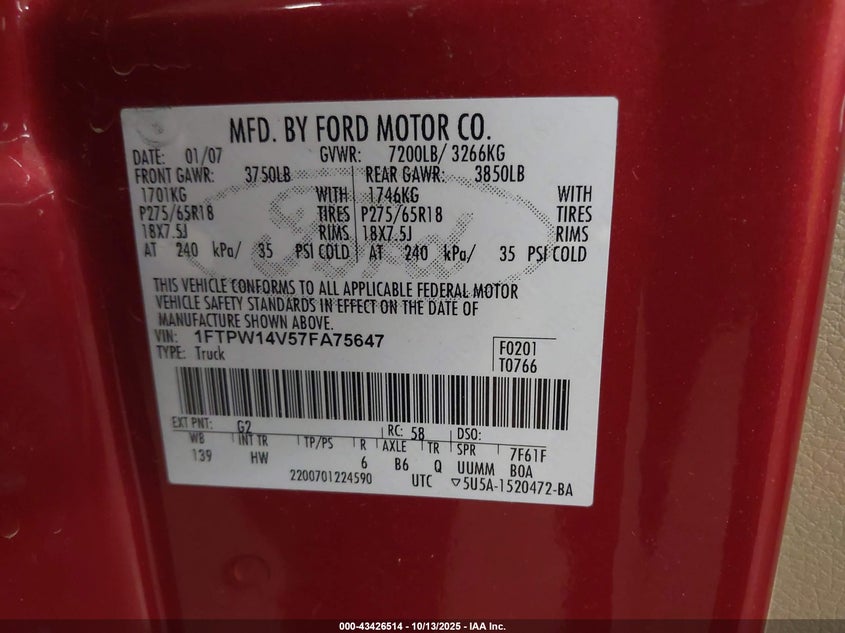 MFD. BY FORD MOTOR CO.
DATE: 01/07 GVWR: 7200LB/ 3266KG
FRONT GAWR: 3750LB REAR GAWR: 3850LB
1701KG WITH 1746KG WITH
P275/65R18 TIRES P275/65R18 TIRES
18X7.5J RIMS 18X7.5J RIMS
AT 240 kPa/ 35 PSI COLD AT 240 kPa/ 35 PSI COLD
Ford
THIS VEHICLE CONFORMS TO ALL APPLICABLE FEDERAL MOTOR
VEHICLE SAFETY STANDARDS IN EFFECT ON THE DATE OF
MANUFACTURE SHOWN ABOVE.
VIN: 1FTPW14V57FA75647
TYPE: Truck
F0201
T0766
EXT PNT: G2 RC: 58 DSO:
WB INT TR TP/PS R AXLE TR SPR 7F61F
139 HW 6 B6 Q UUMM BOA
2200701224590 UTC ▽5U5A-1520472-BA
000-43426514 - 10/13/2025 - IAA Inc.